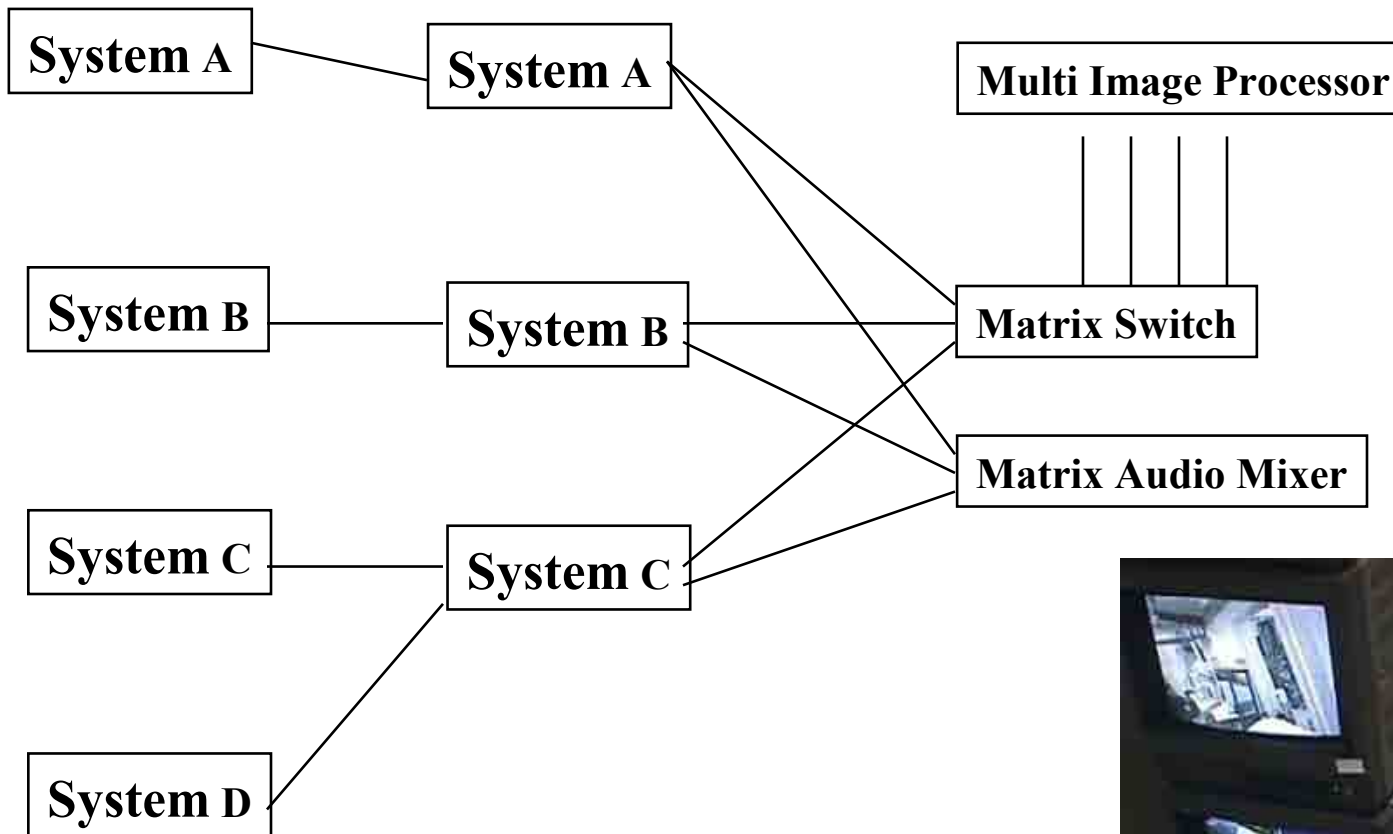 System A
System A
Multi Image Processor
System B
System B
Matrix Switch
Matrix Audio Mixer
System C
System C
System D